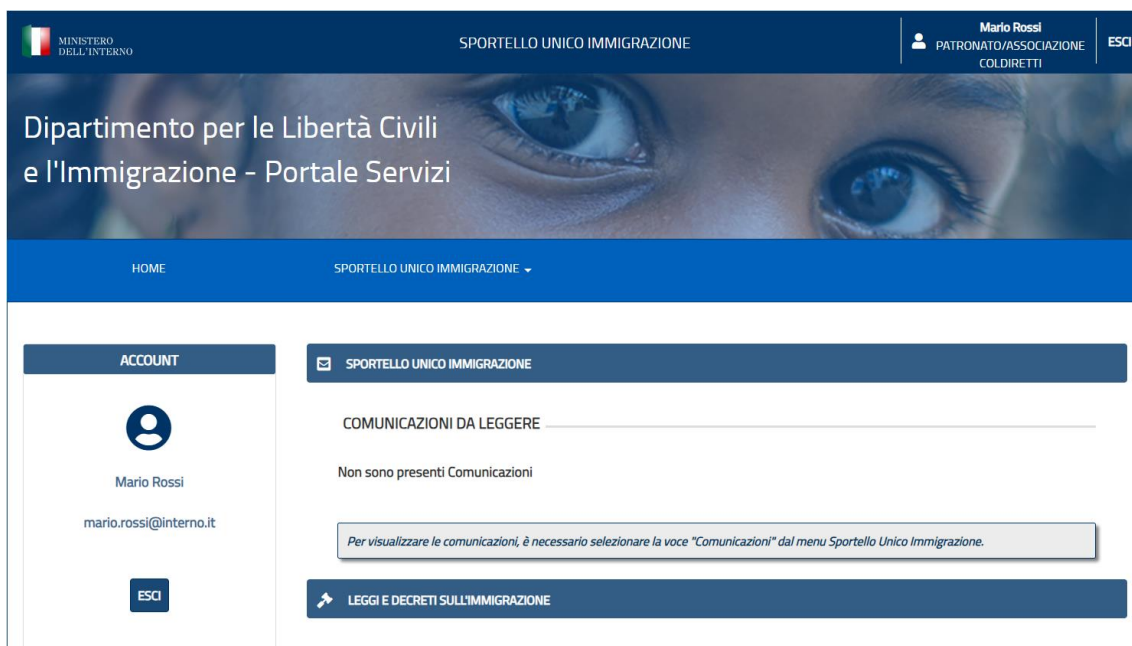 MINISTERO
DELL'INTERNO
SPORTELLO UNICO IMMIGRAZIONE
Mario Rossi
PATRONATO/ASSOCIAZIONE
COLDIRETTI
ESCI
Dipartimento per le Libertà Civili
e l'Immigrazione - Portale Servizi
HOME
SPORTELLO UNICO IMMIGRAZIONE
ACCOUNT
Mario Rossi
mario.rossi@interno.it
ESCI
SPORTELLO UNICO IMMIGRAZIONE
COMUNICAZIONI DA LEGGERE
Non sono presenti Comunicazioni
Per visualizzare le comunicazioni, è necessario selezionare la voce "Comunicazioni" dal menu Sportello Unico Immigrazione.
LEGGI E DECRETI SULL'IMMIGRAZIONE